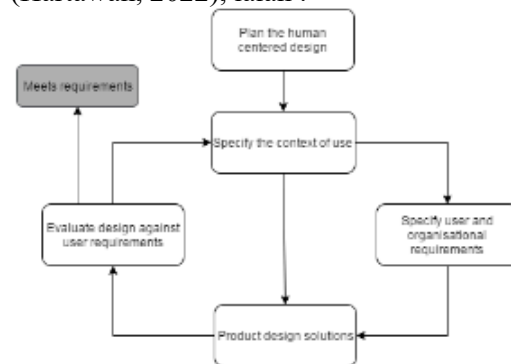 Plan the human
centered design
Meets requirements
Specify the context of use
Evaluate design against
user requirements
Specify user and
organisational
requirements
Product design solutions